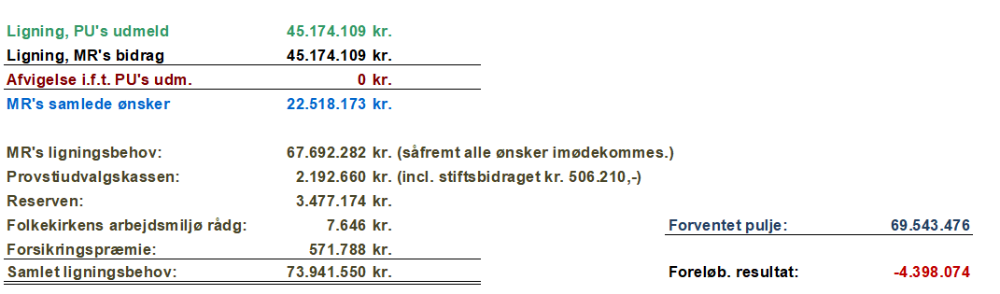 Ligning, PU's udmeld 45.174.109 kr.
Ligning, MR's bidrag 45.174.109 kr.
Afvigelse i.f.t. PU's udm. 0 kr.
MR's samlede ønsker 22.518.173 kr.
MR's ligningsbehov: 67.692.282 kr. (såfremt alle ønsker imødekommes.)
Provstiudvalgskassen: 2.192.660 kr. (incl. stiftsbidraget kr. 506.210,-)
Reserven: 3.477.174 kr.
Folkekirkens arbejdsmiljø rådg: 7.646 kr. Forventet pulje: 69.543.476
Forsikringspræmie: 571.788 kr.
Samlet ligningsbehov: 73.941.550 kr. Foreløb. resultat: -4.398.074